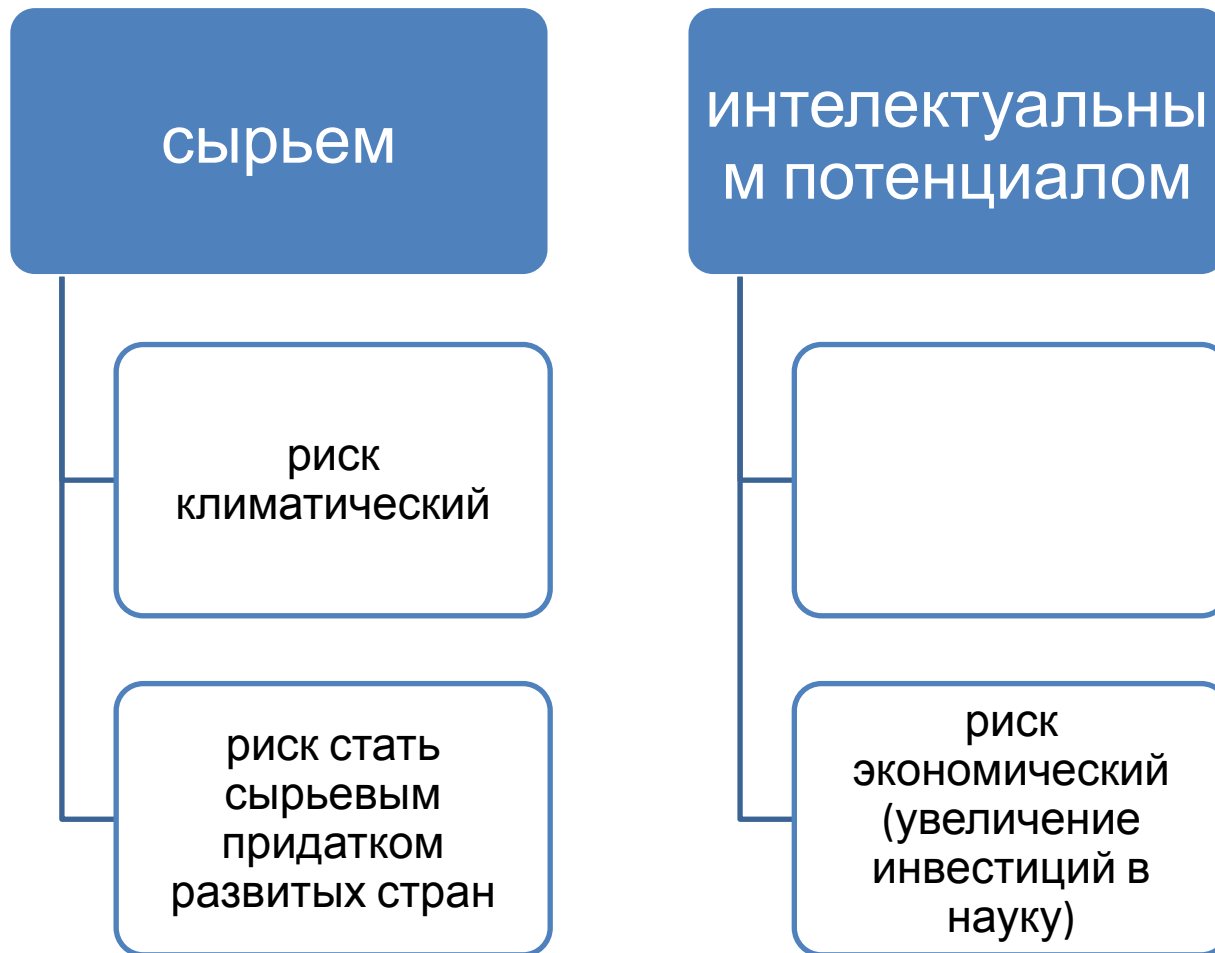 сырьем
риск
климатический
риск стать
сырьевым
придатком
развитых стран
интелектуальны
м потенциалом
риск
экономический
(увеличение
инвестиций в
науку)